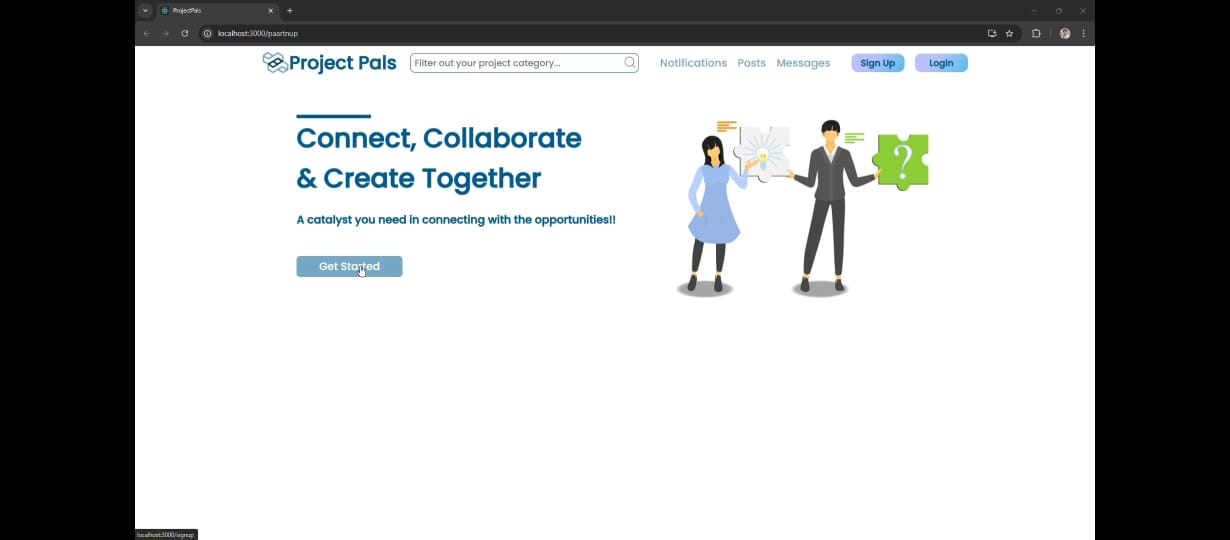 ProjectPals
localhost:3000/paartnup
Project Pals
Filter out your project category...
Notifications Posts Messages
Sign Up
Login
Connect, Collaborate
& Create Together
A catalyst you need in connecting with the opportunities!!
Get Started
?
localhost:3000/signup